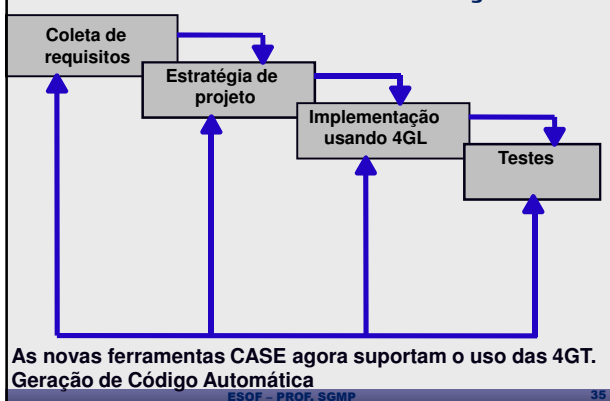 Coleta de
requisitos
Estratégia de
projeto
Implementação
usando 4GL
Testes
As novas ferramentas CASE agora suportam o uso das 4GT.
Geração de Código Automática
ESOF – PROF. SGMP
35